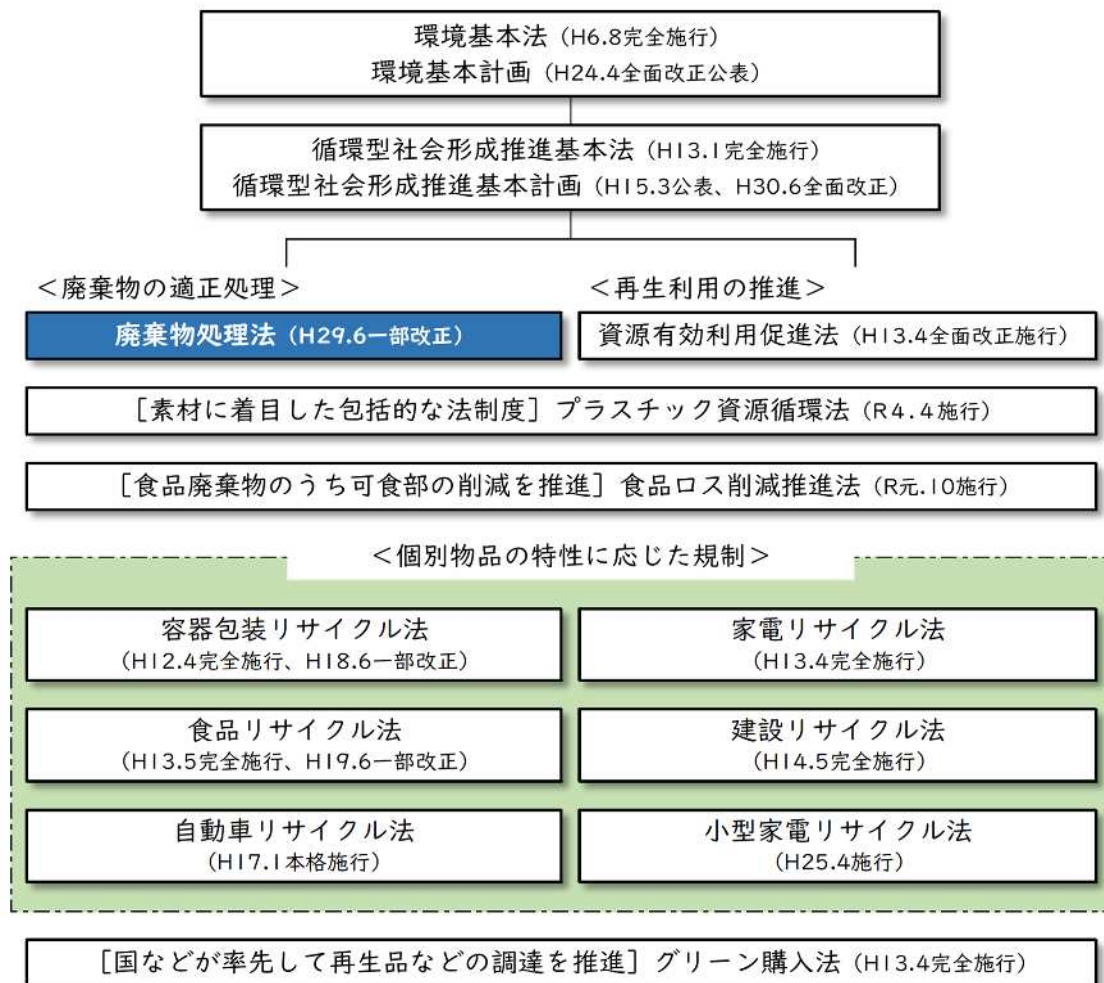 環境基本法（H6.8完全施行）
環境基本計画（H24.4全面改正公表）
循環型社会形成推進基本法（H13.1完全施行）
循環型社会形成推進基本計画（H15.3公表、H30.6全面改正）
＜廃棄物の適正処理＞
廃棄物処理法（H29.6一部改正）
＜再生利用の推進＞
資源有効利用促進法（H13.4全面改正施行）
［素材に着目した包括的な法制度］プラスチック資源循環法（R4.4施行）
［食品廃棄物のうち可食部の削減を推進］食品ロス削減推進法（R元.10施行）
＜個別物品の特性に応じた規制＞
容器包装リサイクル法
（H12.4完全施行、H18.6一部改正）
家電リサイクル法
（H13.4完全施行）
食品リサイクル法
（H13.5完全施行、H19.6一部改正）
建設リサイクル法
（H14.5完全施行）
自動車リサイクル法
（H17.1本格施行）
小型家電リサイクル法
（H25.4施行）
［国などが率先して再生品などの調達を推進］グリーン購入法（H13.4完全施行）